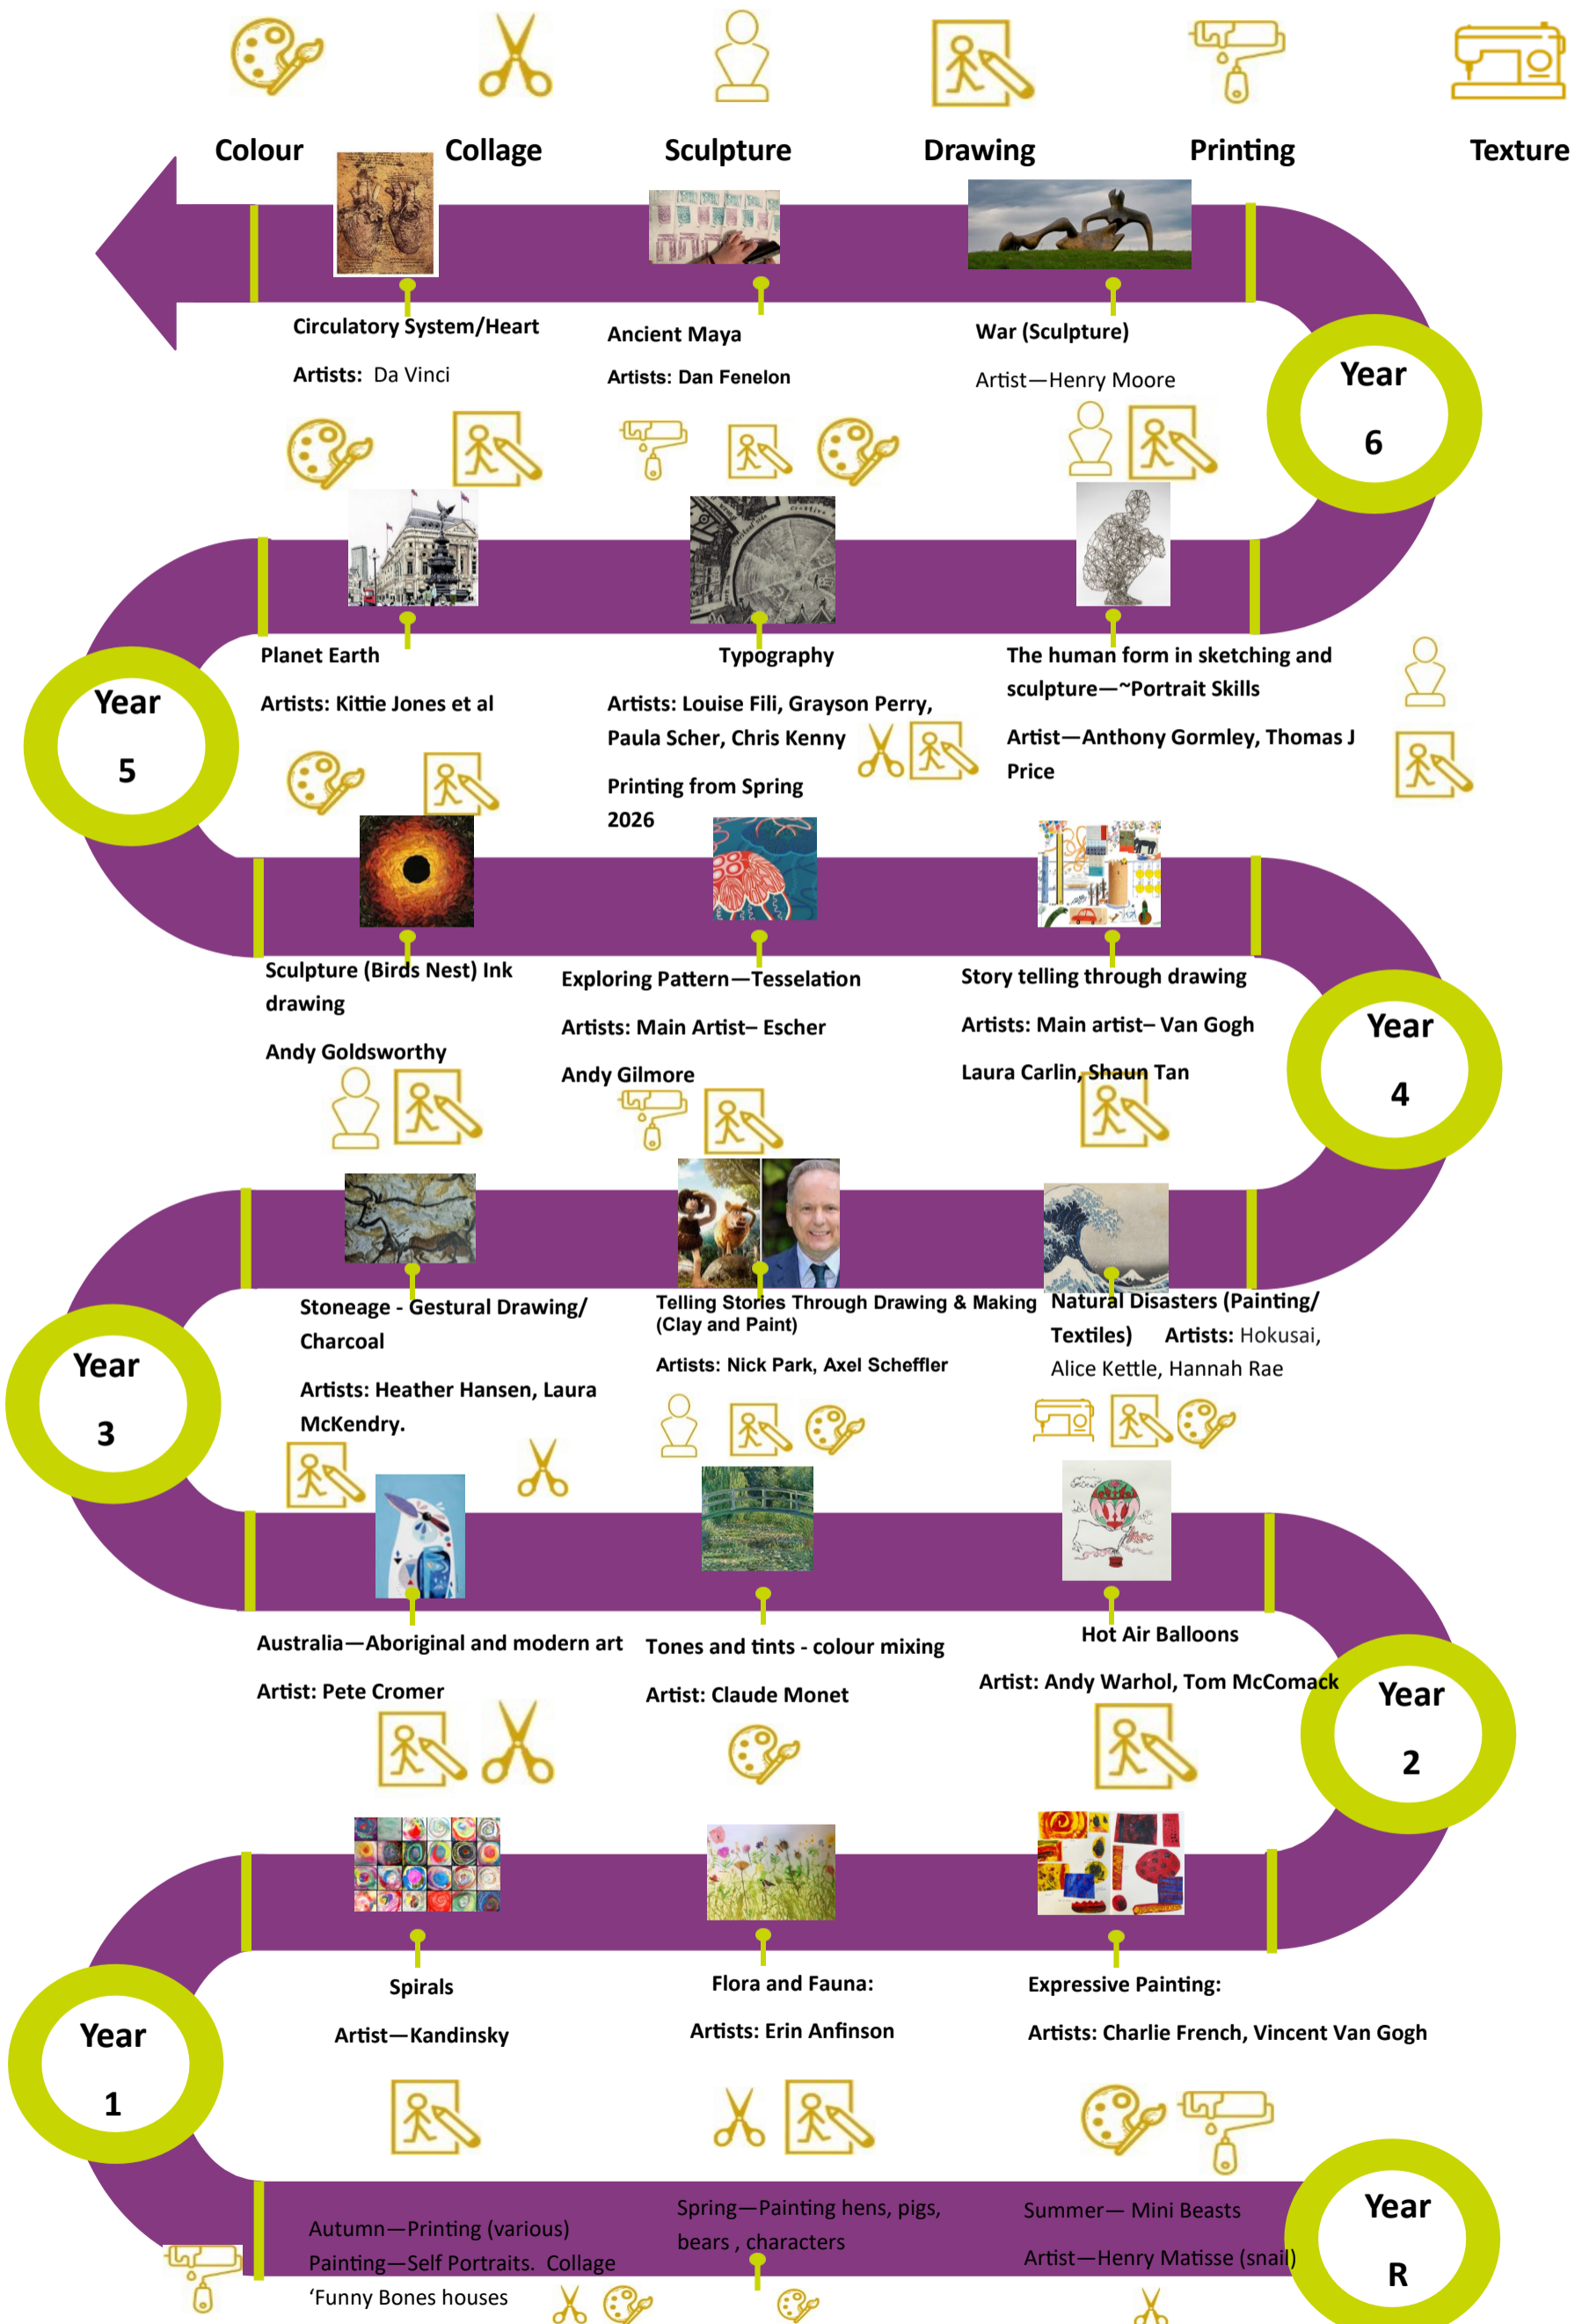 Colour
Collage
Sculpture
Drawing
Printing
Texture
Circulatory System/Heart
Artists: Da Vinci
Ancient Maya
Artists: Dan Fenelon
War (Sculpture)
Artist—Henry Moore
Year
6
Planet Earth
Artists: Kittie Jones et al
Typography
Artists: Louise Fili, Grayson Perry,
Paula Scher, Chris Kenny
Printing from Spring
2026
The human form in sketching and
sculpture—~Portrait Skills
Artist—Anthony Gormley, Thomas J
Price
Year
5
Sculpture (Birds Nest) Ink
drawing
Andy Goldsworthy
Exploring Pattern—Tesselation
Artists: Main Artist– Escher
Andy Gilmore
Story telling through drawing
Artists: Main artist– Van Gogh
Laura Carlin, Shaun Tan
Year
4
Stoneage - Gestural Drawing/
Charcoal
Artists: Heather Hansen, Laura
McKendry.
Telling Stories Through Drawing & Making
(Clay and Paint)
Artists: Nick Park, Axel Scheffler
Natural Disasters (Painting/
Textiles) Artists: Hokusai,
Alice Kettle, Hannah Rae
Year
3
Australia—Aboriginal and modern art
Artist: Pete Cromer
Tones and tints - colour mixing
Artist: Claude Monet
Hot Air Balloons
Artist: Andy Warhol, Tom McComack
Year
2
Spirals
Artist—Kandinsky
Flora and Fauna:
Artists: Erin Anfinson
Expressive Painting:
Artists: Charlie French, Vincent Van Gogh
Year
1
Autumn—Printing (various)
Painting—Self Portraits. Collage
‘Funny Bones houses
Spring—Painting hens, pigs,
bears , characters
Summer— Mini Beasts
Artist—Henry Matisse (snail)
Year
R